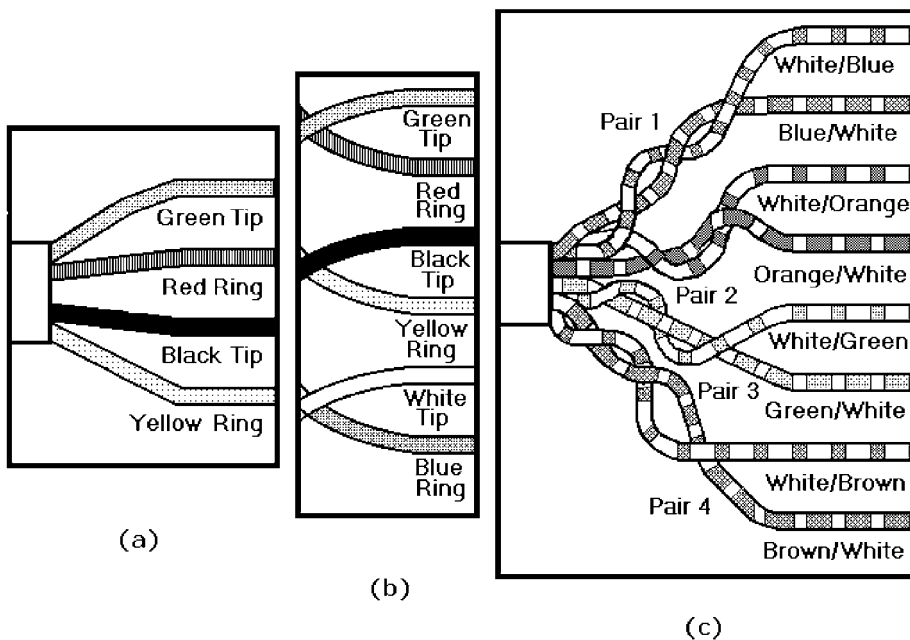 Green Tip
Red Ring
Black Tip
Yellow Ring
(a)
Green
Tip
Red
Ring
Black
Tip
Yellow
Ring
White
Tip
Blue
Ring
(b)
White/Blue
Pair 1
Blue/White
White/Orange
Orange/White
Pair 2
White/Green
Pair 3
Green/White
White/Brown
Pair 4
Brown/White
(c)